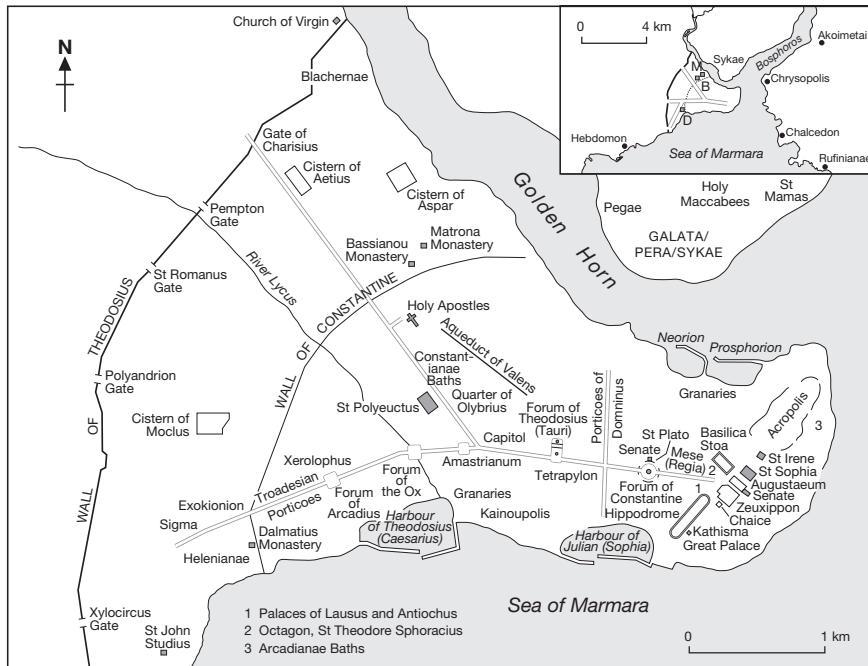 Church of Virgin
N
Blachernae
Gate of
Charisius
Cistern of
Aetius
Cistern of
Aspar
Pempton
Gate
Matrona
Monastery
Bassianou
Monastery
River Lycus
St Romanus
Gate
WALL OF THEODOSIUS
WALL OF CONSTANTINE
Golden Horn
0 4 km
Akoimetai
Bosphoros
Sykae
M
B
D
Chrysopolis
Hebdomon
Chalcedon
Sea of Marmara
Rufinianae
Pegae
Holy
Maccabees
St
Mamas
GALATA/
PERA/SYKAE
Holy Apostles
Aqueduct of Valens
Constant-
ianae
Baths
Polyandrion
Gate
St Polyeuctus
Quarter of
Olybrius
Cistern of
Moclus
Neorion
Prosphorion
Granaries
Acropolis
3
Porticoes of
Domninus
Forum of
Theodosius
(Tauri)
Capitol
St Plato
Senate
Mese
(Regia)
2
Basilica
Stoa
St Irene
St Sophia
Augustaeum
Senate
Zeuxippon
Chaice
Kathisma
Great Palace
1
Forum of
Constantine
Hippodrome
Tetrapylon
Amastrianum
Xerolophus
Forum
of the Ox
Exokionion
Troadesian
Porticoes
Forum
of
Arcadius
Sigma
Granaries
Kainoupolis
Harbour
of Theodosius
(Caesarius)
Harbour of
Julian (Sophia)
Dalmatius
Monastery
Helenianae
Xylocircus
Gate
St John
Studius
Sea of Marmara
1 Palaces of Lausus and Antiochus
2 Octagon, St Theodore Sphoracius
3 Arcadianae Baths
0 1 km